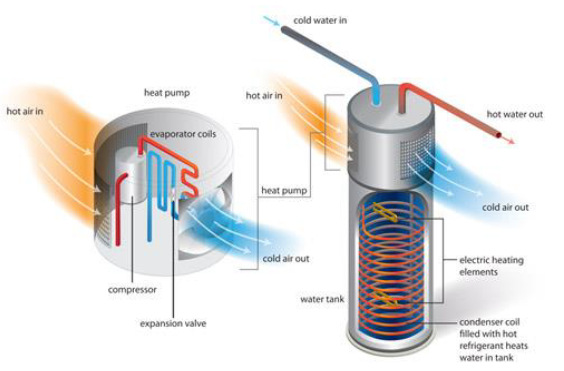 cold water in
heat pump
hot air in
hot air in
hot water out
evaporator coils
heat pump
cold air out
cold air out
electric heating
elements
compressor
water tank
expansion valve
condenser coil
filled with hot
refrigerant heats
water in tank